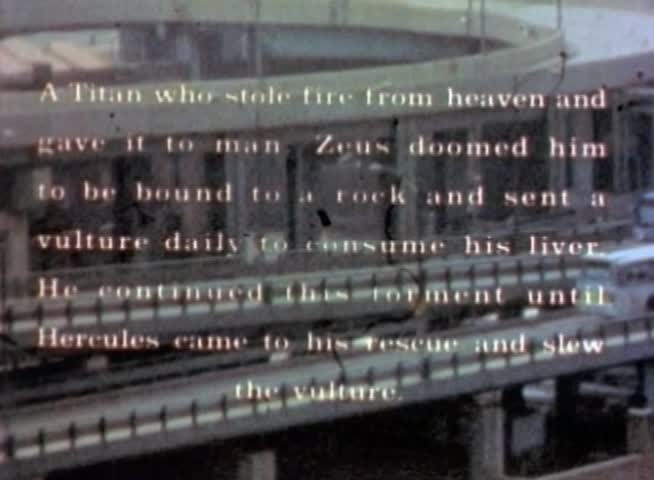 A Titan who stole fire from heaven and
gave it to man Zeus doomed him
to be bound to a rock and sent a
vulture daily to consume his liver.
He continued this torment until
Hercules came to his rescue and slew
the vulture.